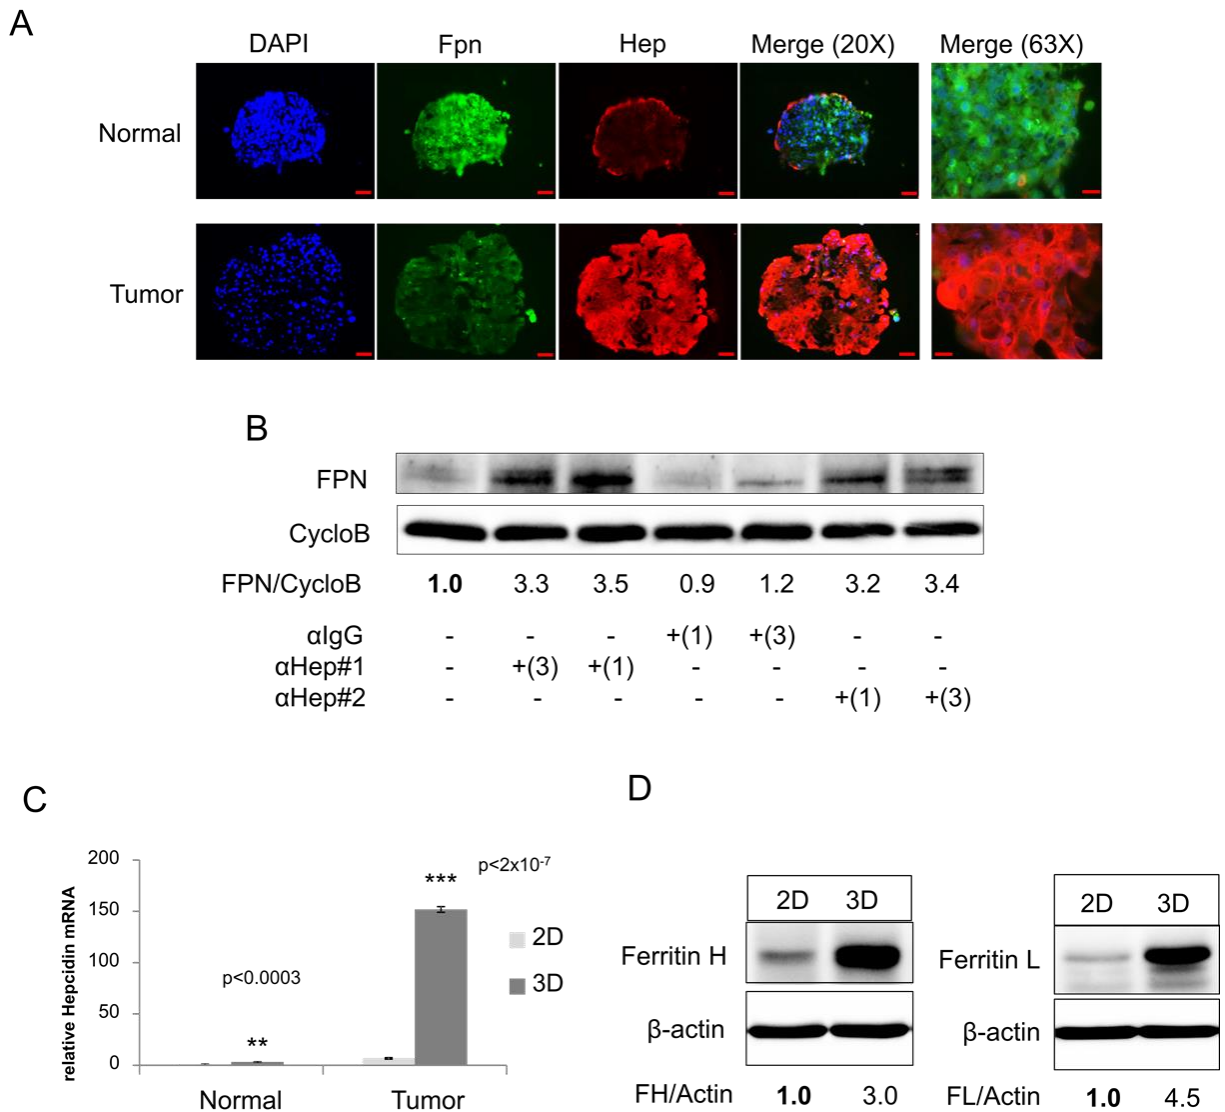 A
DAPI Fpn Hep Merge (20X) Merge (63X)
Normal
Tumor
B
FPN
CycloB
FPN/CycloB 1.0 3.3 3.5 0.9 1.2 3.2 3.4
αIgG - - - +(1) +(3) - -
αHep#1 - +(3) +(1) - - - -
αHep#2 - - - - - +(1) +(3)
C
relative Hepcidin mRNA
200
150
100
50
0
p<0.0003
**
p<2x10⁻⁷
***
2D
3D
Normal Tumor
D
2D 3D
Ferritin H
β-actin
FH/Actin 1.0 3.0
2D 3D
Ferritin L
β-actin
FL/Actin 1.0 4.5